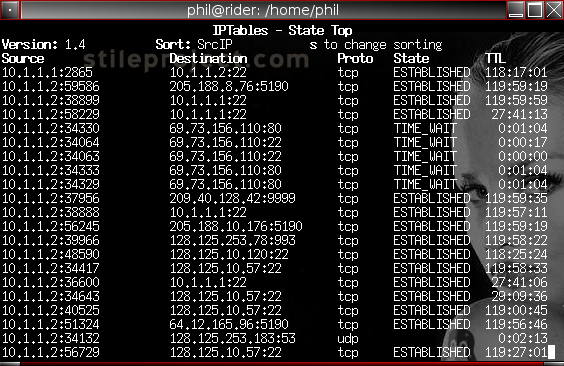 phil@rider: /home/phil
IPTables - State Top
Version: 1.4 Sort: SrcIP s to change sorting
Source Destination Proto State TTL
10.1.1.1:2865 10.1.1.2:22 tcp ESTABLISHED 118:17:01
10.1.1.2:59586 205.188.8.76:5190 tcp ESTABLISHED 119:59:19
10.1.1.2:38899 10.1.1.1:22 tcp ESTABLISHED 119:59:59
10.1.1.2:58229 10.1.1.1:22 tcp ESTABLISHED 27:41:13
10.1.1.2:34330 69.73.156.110:80 tcp TIME_WAIT 0:01:04
10.1.1.2:34064 69.73.156.110:22 tcp TIME_WAIT 0:00:17
10.1.1.2:34063 69.73.156.110:22 tcp TIME_WAIT 0:00:00
10.1.1.2:34333 69.73.156.110:80 tcp TIME_WAIT 0:01:04
10.1.1.2:34329 69.73.156.110:80 tcp TIME_WAIT 0:01:04
10.1.1.2:37956 209.40.128.42:9999 tcp ESTABLISHED 119:59:35
10.1.1.2:38888 10.1.1.1:22 tcp ESTABLISHED 119:57:11
10.1.1.2:56245 205.188.10.176:5190 tcp ESTABLISHED 119:59:19
10.1.1.2:39966 128.125.253.78:993 tcp ESTABLISHED 119:58:22
10.1.1.2:48590 128.125.10.120:22 tcp ESTABLISHED 118:25:24
10.1.1.2:34417 128.125.10.57:22 tcp ESTABLISHED 119:58:33
10.1.1.2:36600 10.1.1.1:22 tcp ESTABLISHED 27:41:06
10.1.1.2:34643 128.125.10.57:22 tcp ESTABLISHED 29:09:36
10.1.1.2:40525 128.125.10.57:22 tcp ESTABLISHED 119:00:45
10.1.1.2:51324 64.12.165.96:5190 tcp ESTABLISHED 119:56:46
10.1.1.2:34132 128.125.253.183:53 udp 0:02:13
10.1.1.2:56729 128.125.10.57:22 tcp ESTABLISHED 119:27:01